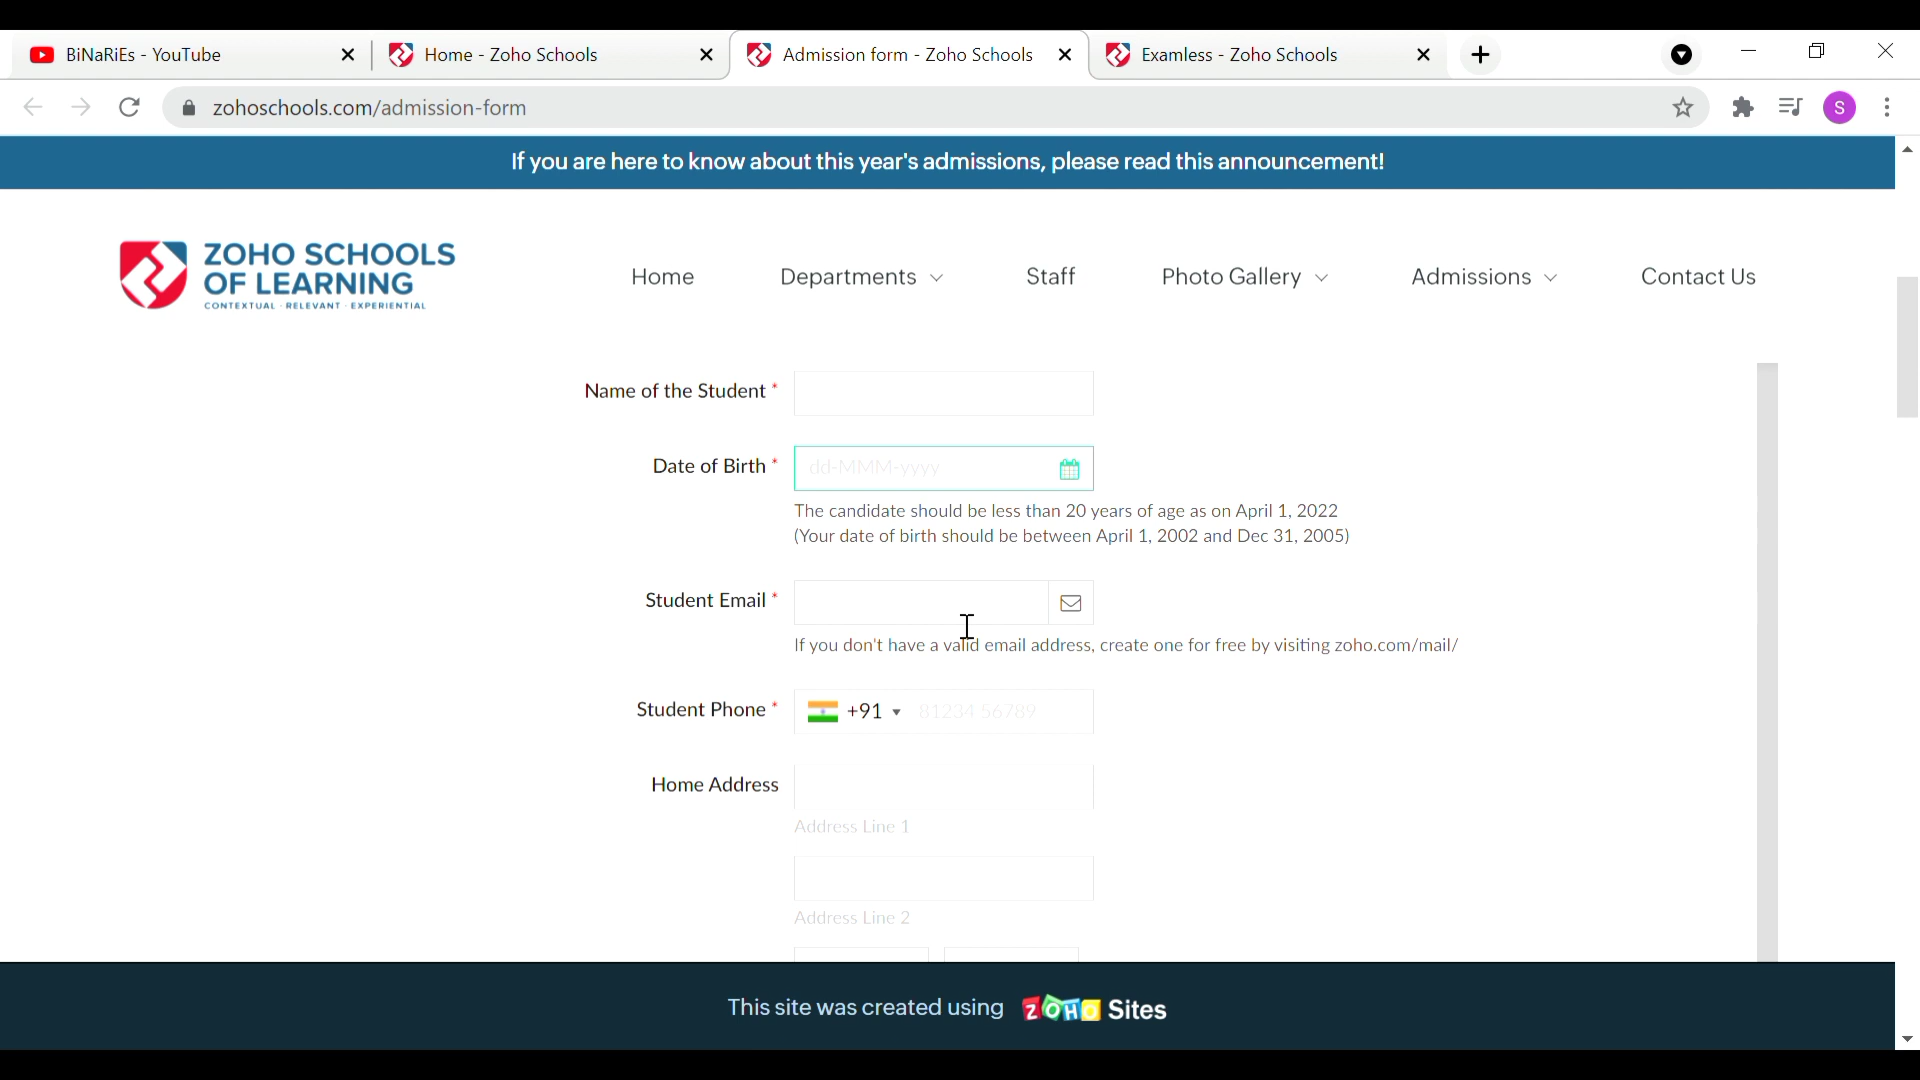 BiNaRiEs - YouTube
Home - Zoho Schools
Admission form - Zoho Schools
Examless - Zoho Schools
zohoschools.com/admission-form
S
If you are here to know about this year's admissions, please read this announcement!
ZOHO SCHOOLS
OF LEARNING
CONTEXTUAL · RELEVANT · EXPERIENTIAL
Home
Departments
Staff
Photo Gallery
Admissions
Contact Us
Name of the Student *
Date of Birth *
dd-MMM-yyyy
The candidate should be less than 20 years of age as on April 1, 2022
(Your date of birth should be between April 1, 2002 and Dec 31, 2005)
Student Email *
If you don't have a valid email address, create one for free by visiting zoho.com/mail/
Student Phone *
+91
81234 56789
Home Address
Address Line 1
Address Line 2
This site was created using ZOHO Sites